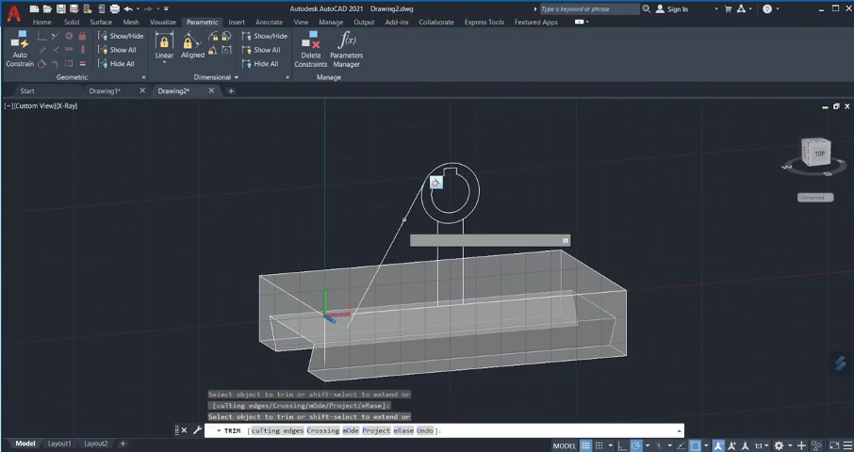 Autodesk AutoCAD 2021 Drawing2.dwg
Type a keyword or phrase
Sign In
Home Solid Surface Mesh Visualize Parametric Insert Annotate View Manage Output Add-ins Collaborate Express Tools Featured Apps
Auto Constrain
Show/Hide
Show All
Hide All
Linear
Aligned
Show/Hide
Show All
Hide All
Delete Constraints
Parameters Manager
Geometric
Dimensional
Manage
Start Drawing1* Drawing2*
[−][Custom View][X-Ray]
TOP
Unnamed
Select object to trim or shift-select to extend or
[cuTting edges/Crossing/mOde/Project/eRase]:
Select object to trim or shift-select to extend or
TRIM [cuTting edges Crossing mOde Project eRase Undo]:
Model Layout1 Layout2
MODEL
1:1